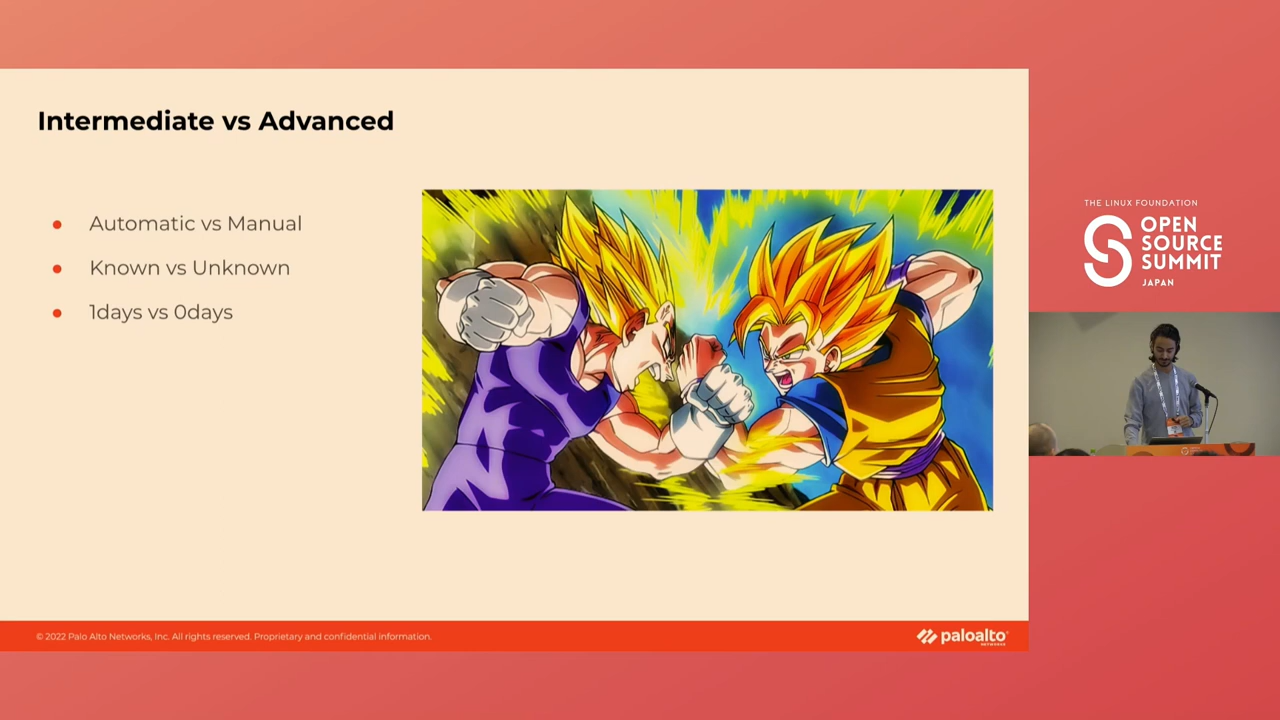 Intermediate vs Advanced
Automatic vs Manual
Known vs Unknown
1days vs 0days
© 2022 Palo Alto Networks, Inc. All rights reserved. Proprietary and confidential information.
paloalto
NETWORKS
THE LINUX FOUNDATION
OPEN
SOURCE
SUMMIT
JAPAN